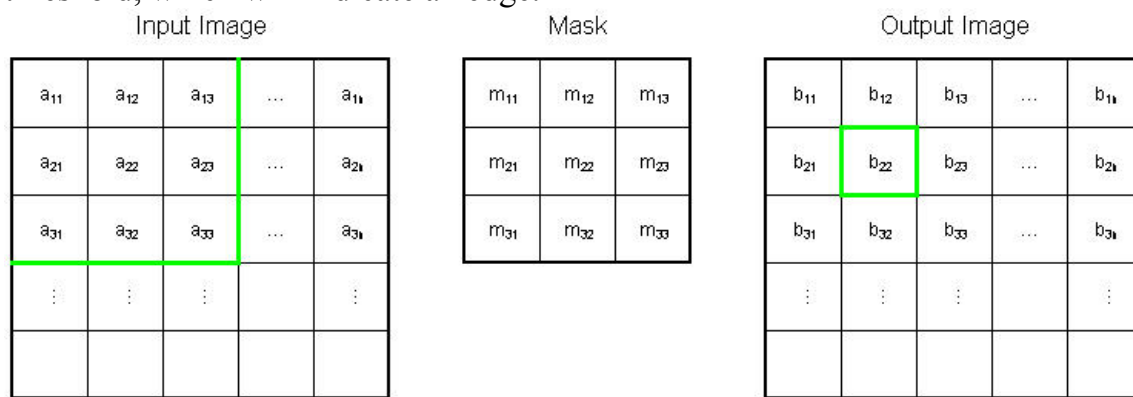 Input Image Mask Output Image
a11 a12 a13 ... a1n m11 m12 m13 b11 b12 b13 ... b1n
a21 a22 a23 ... a2n m21 m22 m23 b21 b22 b23 ... b2n
a31 a32 a33 ... a3n m31 m32 m33 b31 b32 b33 ... b3n
⋮ ⋮ ⋮ ⋮ ⋮ ⋮ ⋮ ⋮